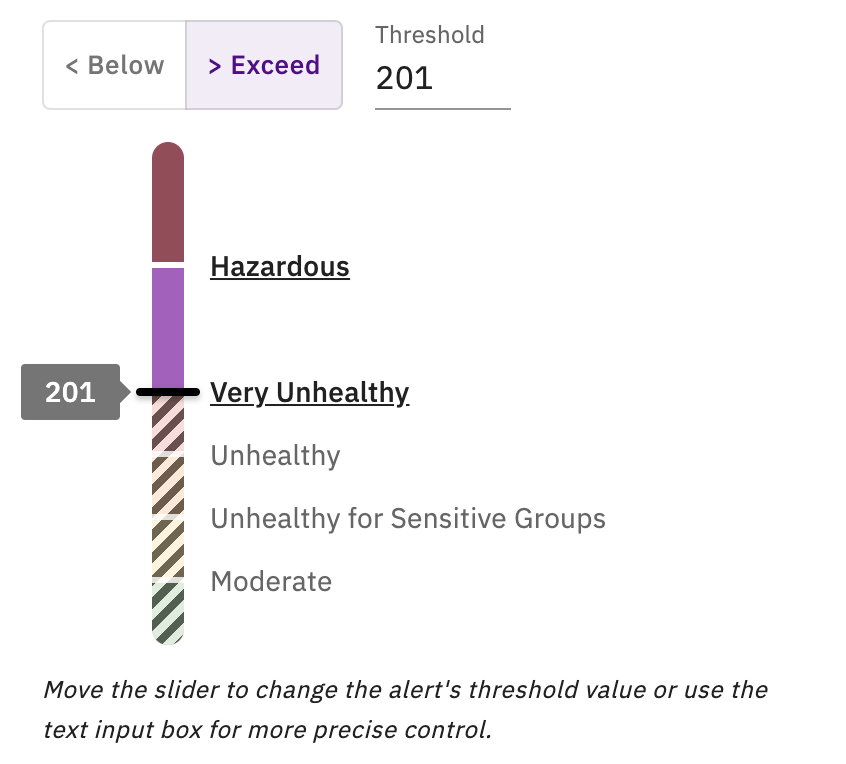 < Below
> Exceed
Threshold
201
Hazardous
201
Very Unhealthy
Unhealthy
Unhealthy for Sensitive Groups
Moderate
Move the slider to change the alert's threshold value or use the
text input box for more precise control.